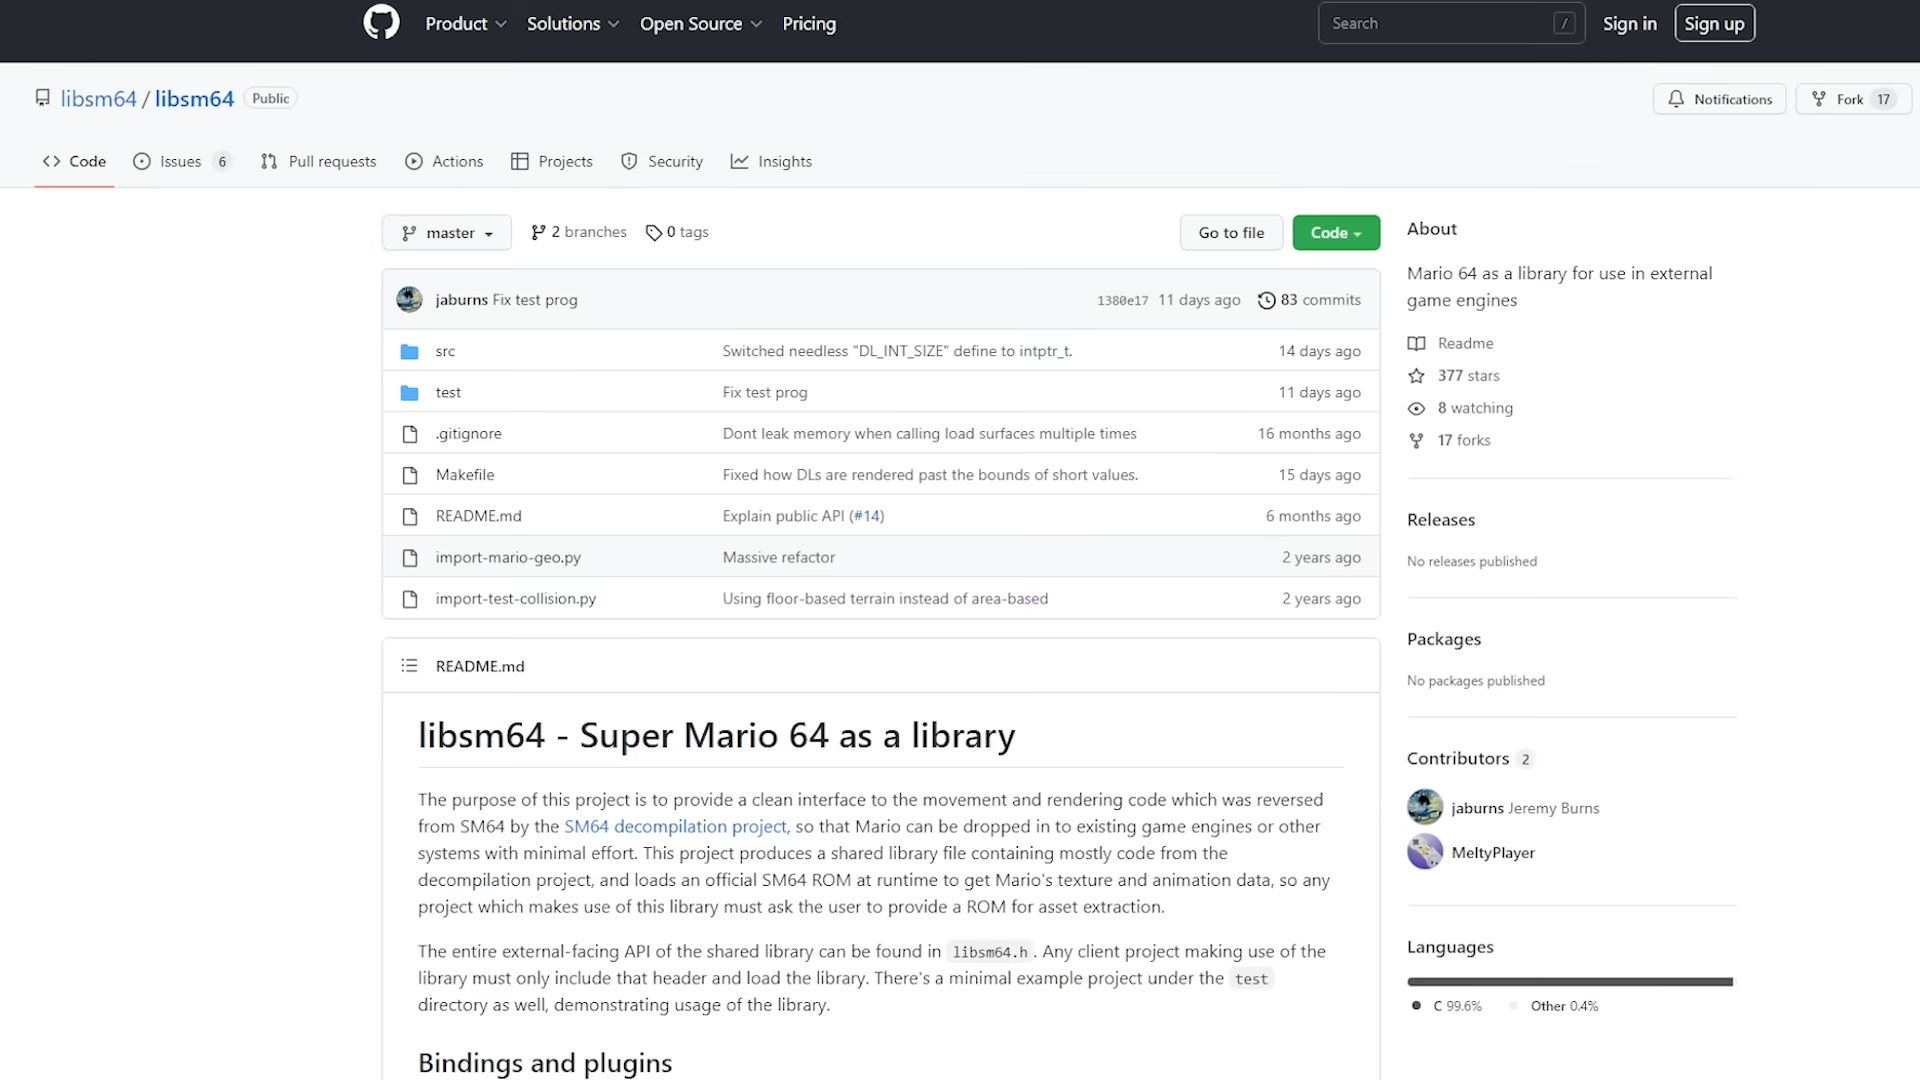 Product Solutions Open Source Pricing Search / Sign in Sign up
libsm64 / libsm64 Public Notifications Fork 17
Code Issues 6 Pull requests Actions Projects Security Insights
master 2 branches 0 tags Go to file Code
jaburns Fix test prog 1380e17 11 days ago 83 commits
src Switched needless "DL_INT_SIZE" define to intptr_t. 14 days ago
test Fix test prog 11 days ago
.gitignore Dont leak memory when calling load surfaces multiple times 16 months ago
Makefile Fixed how DLs are rendered past the bounds of short values. 15 days ago
README.md Explain public API (#14) 6 months ago
import-mario-geo.py Massive refactor 2 years ago
import-test-collision.py Using floor-based terrain instead of area-based 2 years ago
README.md
libsm64 - Super Mario 64 as a library
The purpose of this project is to provide a clean interface to the movement and rendering code which was reversed
from SM64 by the SM64 decompilation project, so that Mario can be dropped in to existing game engines or other
systems with minimal effort. This project produces a shared library file containing mostly code from the
decompilation project, and loads an official SM64 ROM at runtime to get Mario's texture and animation data, so any
project which makes use of this library must ask the user to provide a ROM for asset extraction.
The entire external-facing API of the shared library can be found in libsm64.h. Any client project making use of the
library must only include that header and load the library. There's a minimal example project under the test
directory as well, demonstrating usage of the library.
Bindings and plugins
About
Mario 64 as a library for use in external
game engines
Readme
377 stars
8 watching
17 forks
Releases
No releases published
Packages
No packages published
Contributors 2
jaburns Jeremy Burns
MeltyPlayer
Languages
C 99.6% Other 0.4%